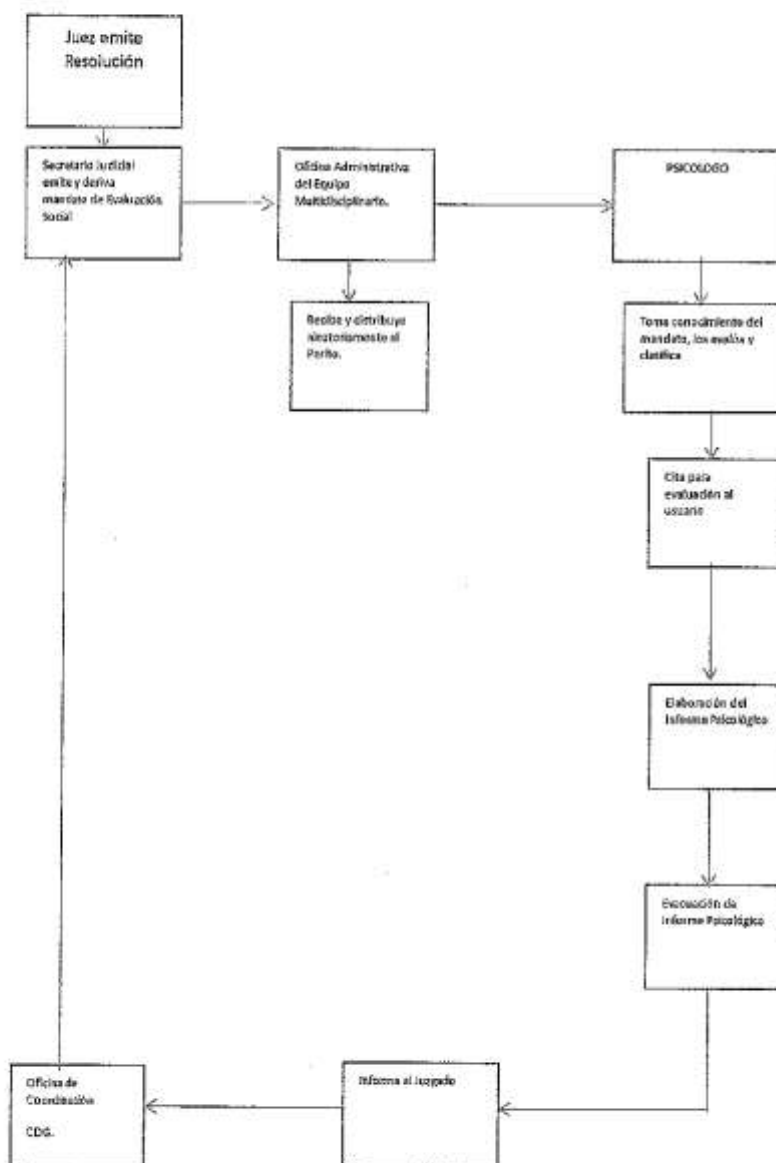 Juez emite
Resolución
Secretario Judicial
emite y deriva
mandato de Evaluación
Social
Oficina Administrativa
del Equipo
Multidisciplinario.
PSICOLOGO
Recibe y distribuye
aleatoriamente al
Perito.
Toma conocimiento del
mandato, los evalúa y
clasifica
Cita para
evaluación al
usuario
Elaboración del
Informe Psicológico
Evacuación de
Informe Psicológico
Informa al Juzgado
Oficina de
Coordinación
CDG.